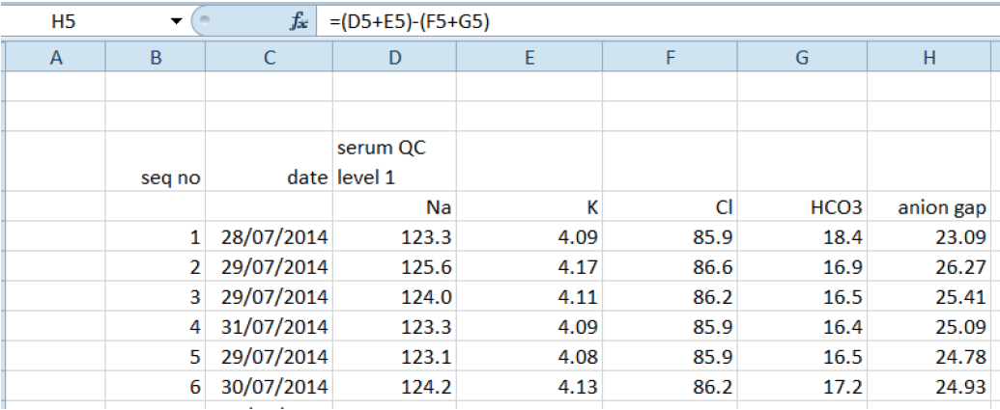 H5 fx =(D5+E5)-(F5+G5)
A B C D E F G H
serum QC
seq no date level 1
Na K Cl HCO3 anion gap
1 28/07/2014 123.3 4.09 85.9 18.4 23.09
2 29/07/2014 125.6 4.17 86.6 16.9 26.27
3 29/07/2014 124.0 4.11 86.2 16.5 25.41
4 31/07/2014 123.3 4.09 85.9 16.4 25.09
5 29/07/2014 123.1 4.08 85.9 16.5 24.78
6 30/07/2014 124.2 4.13 86.2 17.2 24.93